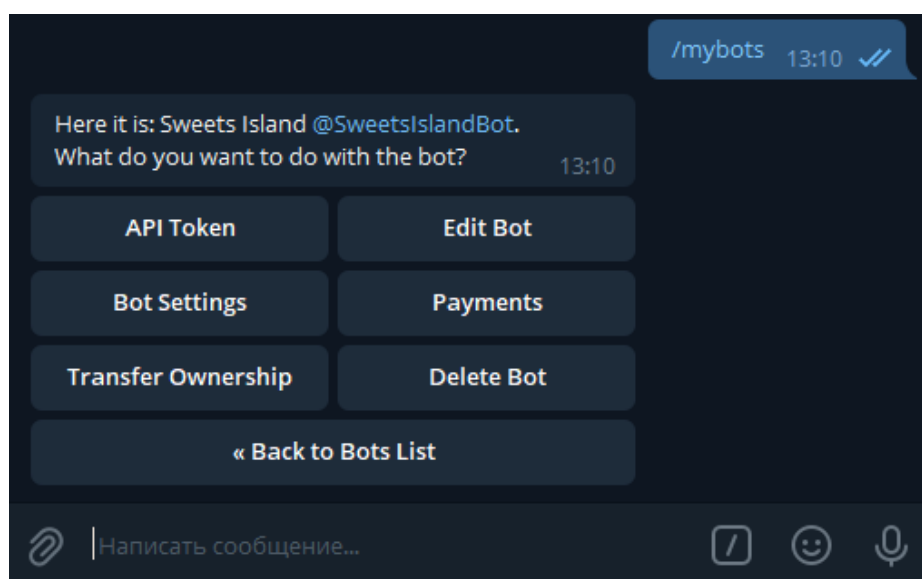 /mybots 13:10
Here it is: Sweets Island @SweetsIslandBot.
What do you want to do with the bot? 13:10
API Token
Edit Bot
Bot Settings
Payments
Transfer Ownership
Delete Bot
« Back to Bots List
Написать сообщение...